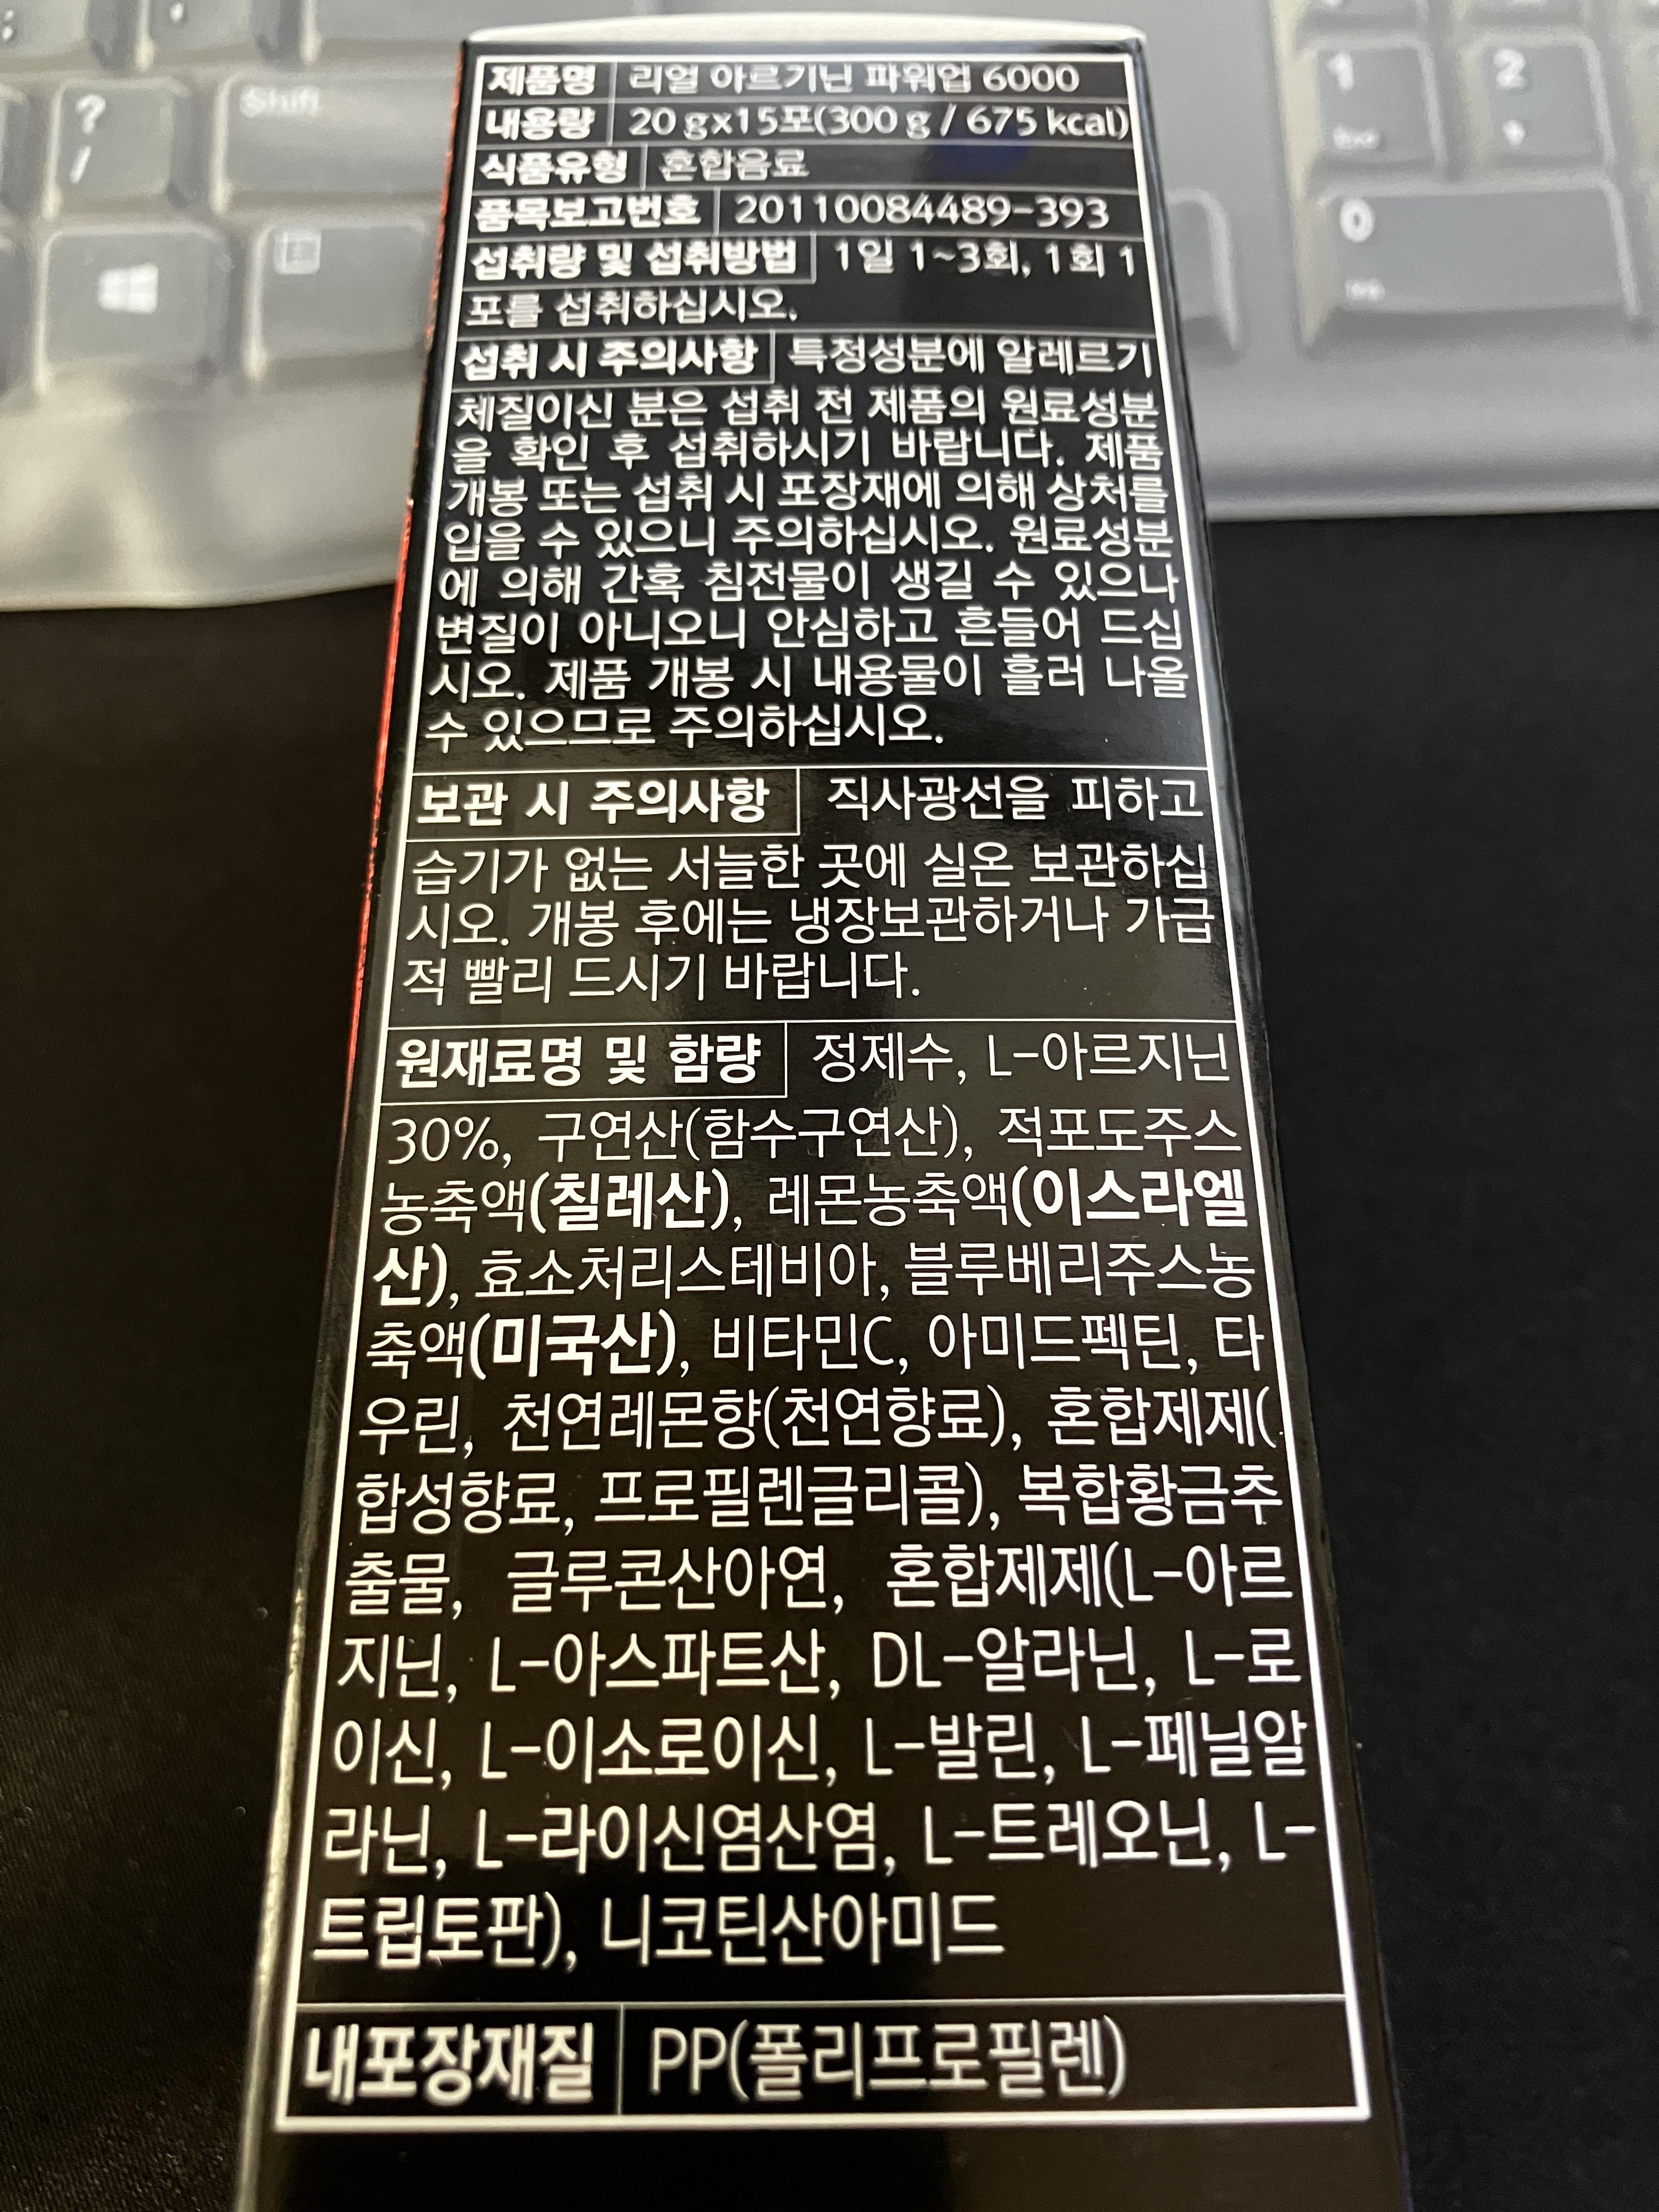 제품명 리얼 아르기닌 파워업 6000
내용량 20 gx15포(300 g / 675 kcal)
식품유형 혼합음료
품목보고번호 20110084489-393
섭취량 및 섭취방법 1일 1~3회, 1회 1
포를 섭취하십시오.
섭취 시 주의사항 특정성분에 알레르기
체질이신 분은 섭취 전 제품의 원료성분
을 확인 후 섭취하시기 바랍니다. 제품
개봉 또는 섭취 시 포장재에 의해 상처를
입을 수 있으니 주의하십시오. 원료성분
에 의해 간혹 침전물이 생길 수 있으나
변질이 아니오니 안심하고 흔들어 드십
시오. 제품 개봉 시 내용물이 흘러 나올
수 있으므로 주의하십시오.
보관 시 주의사항 직사광선을 피하고
습기가 없는 서늘한 곳에 실온 보관하십
시오. 개봉 후에는 냉장보관하거나 가급
적 빨리 드시기 바랍니다.
원재료명 및 함량 정제수, L-아르지닌
30%, 구연산(함수구연산), 적포도주스
농축액(칠레산), 레몬농축액(이스라엘
산), 효소처리스테비아, 블루베리주스농
축액(미국산), 비타민C, 아미드펙틴, 타
우린, 천연레몬향(천연향료), 혼합제제(
합성향료, 프로필렌글리콜), 복합황금추
출물, 글루콘산아연, 혼합제제(L-아르
지닌, L-아스파트산, DL-알라닌, L-로
이신, L-이소로이신, L-발린, L-페닐알
라닌, L-라이신염산염, L-트레오닌, L-
트립토판), 니코틴산아미드
내포장재질 PP(폴리프로필렌)
? Shift
/
1 2
0